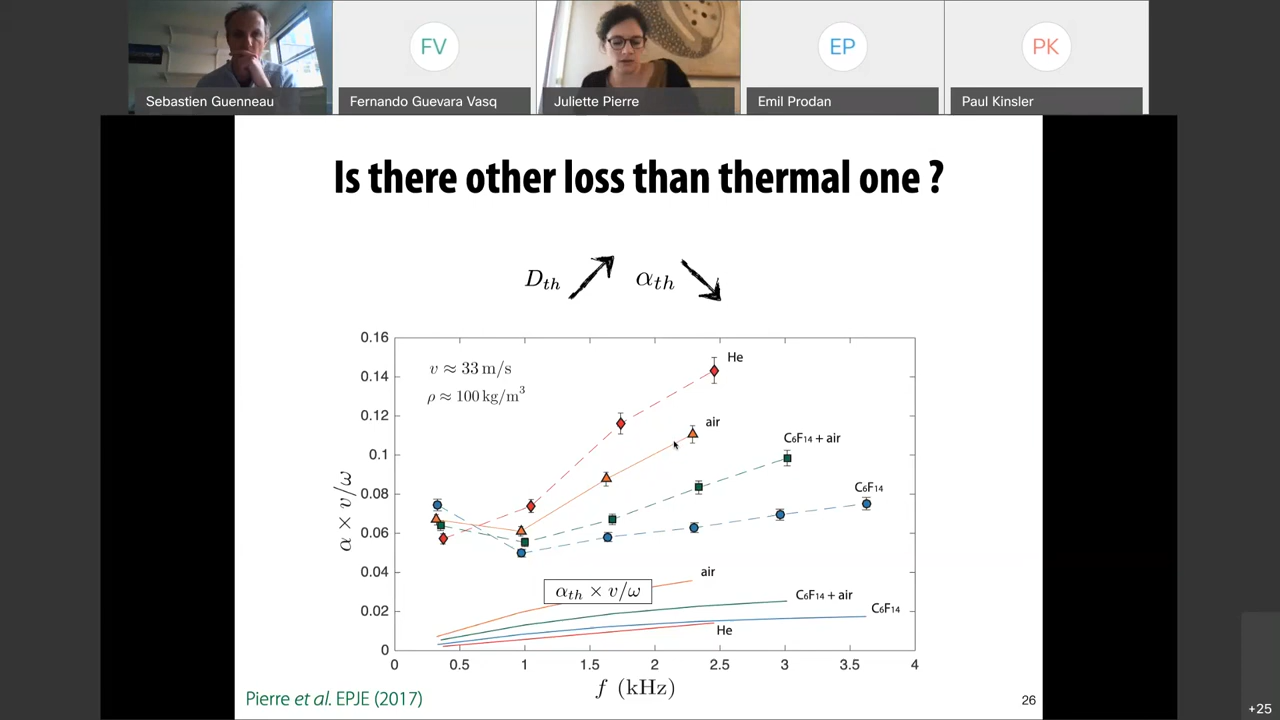 FV
EP
PK
Sebastien Guenneau
Fernando Guevara Vasq
Juliette Pierre
Emil Prodan
Paul Kinsler
Is there other loss than thermal one ?
D_th
α_th
α × v/ω
0.16
0.14
0.12
0.1
0.08
0.06
0.04
0.02
0
v ≈ 33 m/s
ρ ≈ 100 kg/m³
He
air
C₆F₁₄ + air
C₆F₁₄
air
α_th × v/ω
C₆F₁₄ + air
C₆F₁₄
He
0
0.5
1
1.5
2
2.5
3
3.5
4
f (kHz)
Pierre et al. EPJE (2017)
26
+25